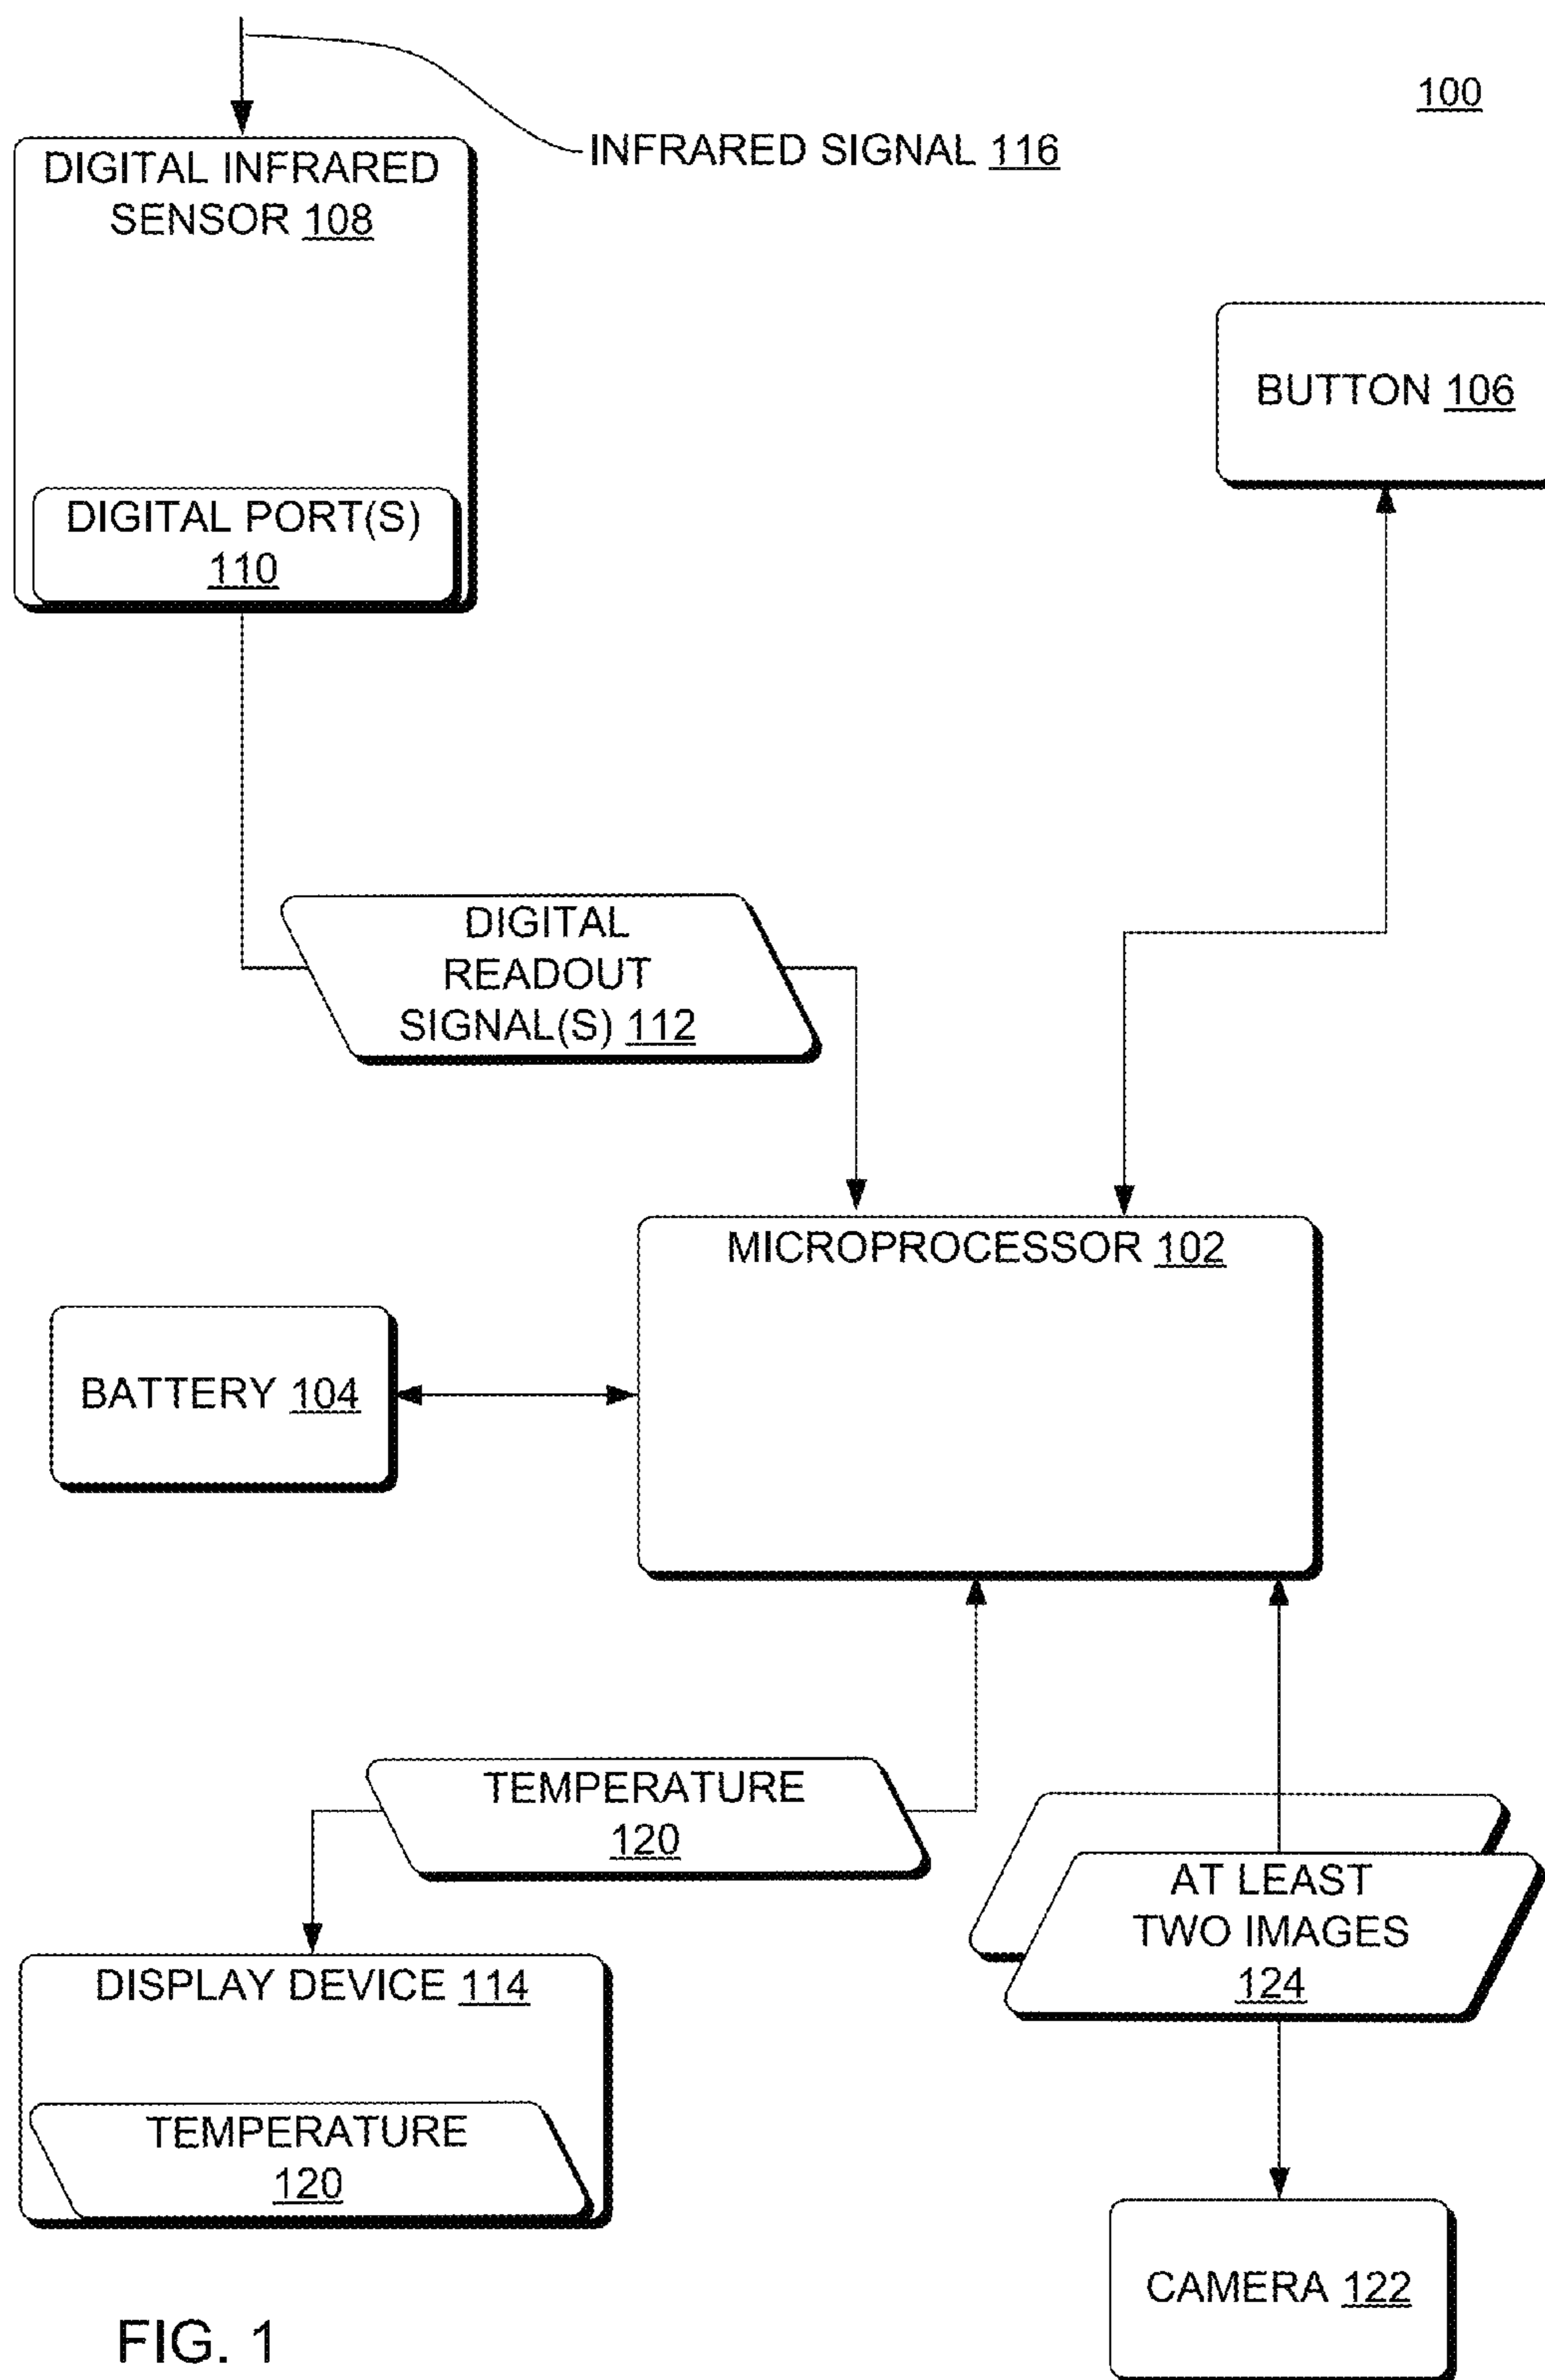 100
INFRARED SIGNAL 116
DIGITAL INFRARED
SENSOR 108
BUTTON 106
DIGITAL PORT(S)
110
DIGITAL
READOUT
SIGNAL(S) 112
MICROPROCESSOR 102
BATTERY 104
TEMPERATURE
120
AT LEAST
TWO IMAGES
124
DISPLAY DEVICE 114
TEMPERATURE
120
CAMERA 122
FIG. 1